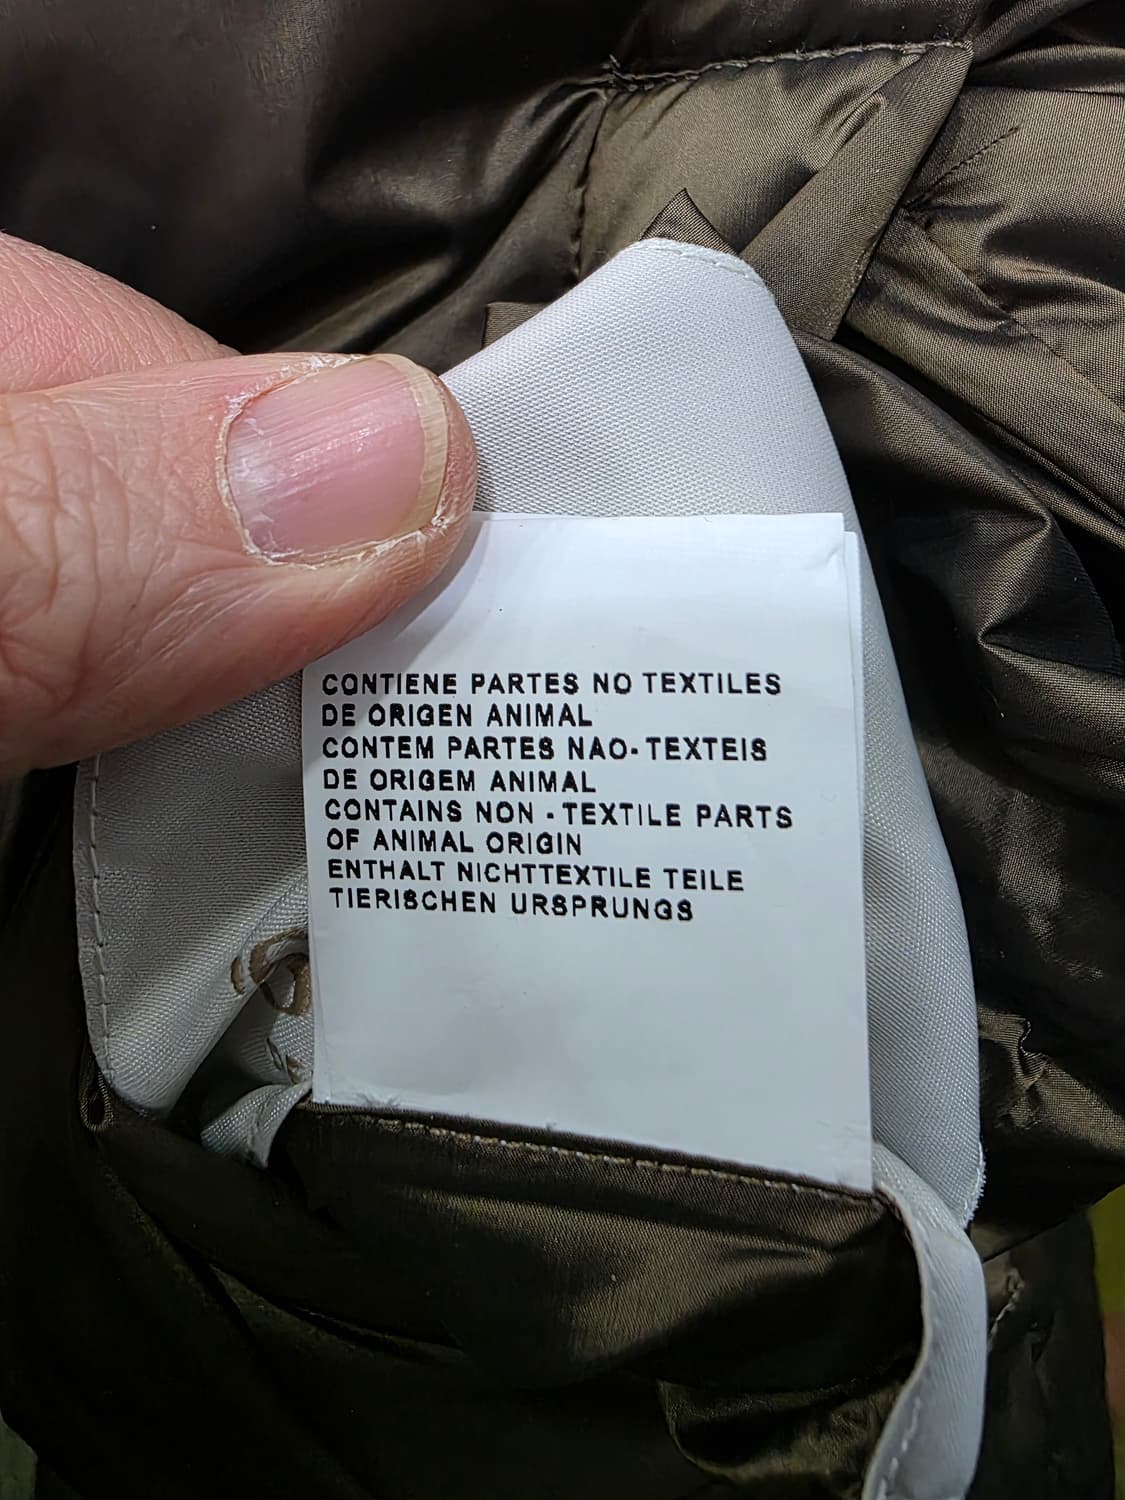 CONTIENE PARTES NO TEXTILES
DE ORIGEN ANIMAL
CONTEM PARTES NAO-TEXTEIS
DE ORIGEM ANIMAL
CONTAINS NON - TEXTILE PARTS
OF ANIMAL ORIGIN
ENTHALT NICHTTEXTILE TEILE
TIERISCHEN URSPRUNGS